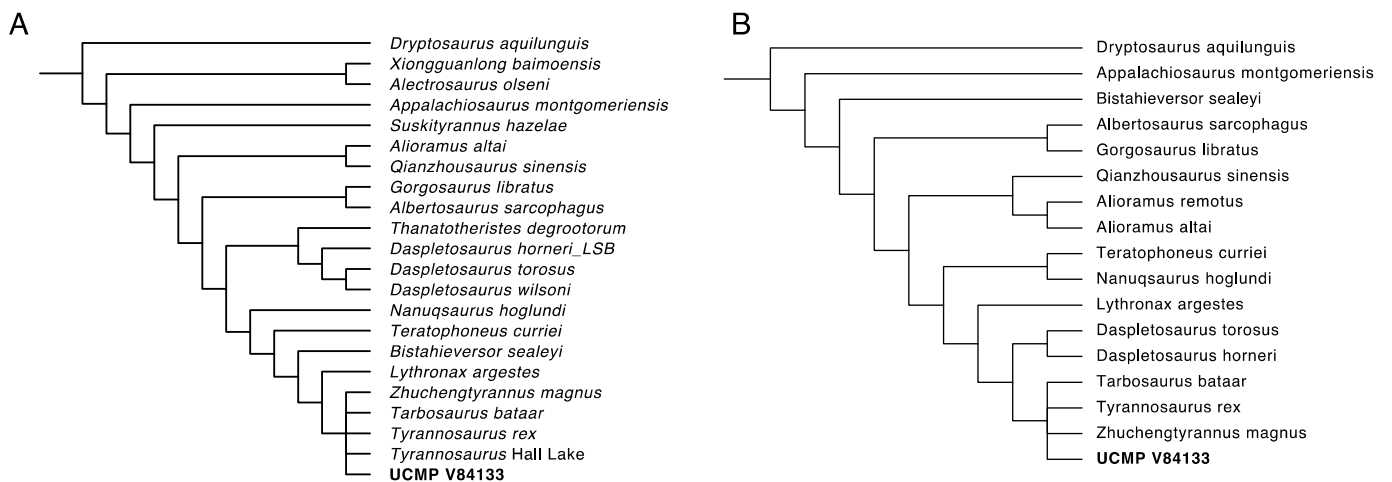 A
Dryptosaurus aquilunguis
Xiongguanlong baimoensis
Alectrosaurus olseni
Appalachiosaurus montgomeriensis
Suskityrannus hazelae
Alioramus altai
Qianzhousaurus sinensis
Gorgosaurus libratus
Albertosaurus sarcophagus
Thanatotheristes degrootorum
Daspletosaurus horneri_LSB
Daspletosaurus torosus
Daspletosaurus wilsoni
Nanuqsaurus hoglundi
Teratophoneus curriei
Bistahieversor sealeyi
Lythronax argestes
Zhuchengtyrannus magnus
Tarbosaurus bataar
Tyrannosaurus rex
Tyrannosaurus Hall Lake
UCMP V84133
B
Dryptosaurus aquilunguis
Appalachiosaurus montgomeriensis
Bistahieversor sealeyi
Albertosaurus sarcophagus
Gorgosaurus libratus
Qianzhousaurus sinensis
Alioramus remotus
Alioramus altai
Teratophoneus curriei
Nanuqsaurus hoglundi
Lythronax argestes
Daspletosaurus torosus
Daspletosaurus horneri
Tarbosaurus bataar
Tyrannosaurus rex
Zhuchengtyrannus magnus
UCMP V84133